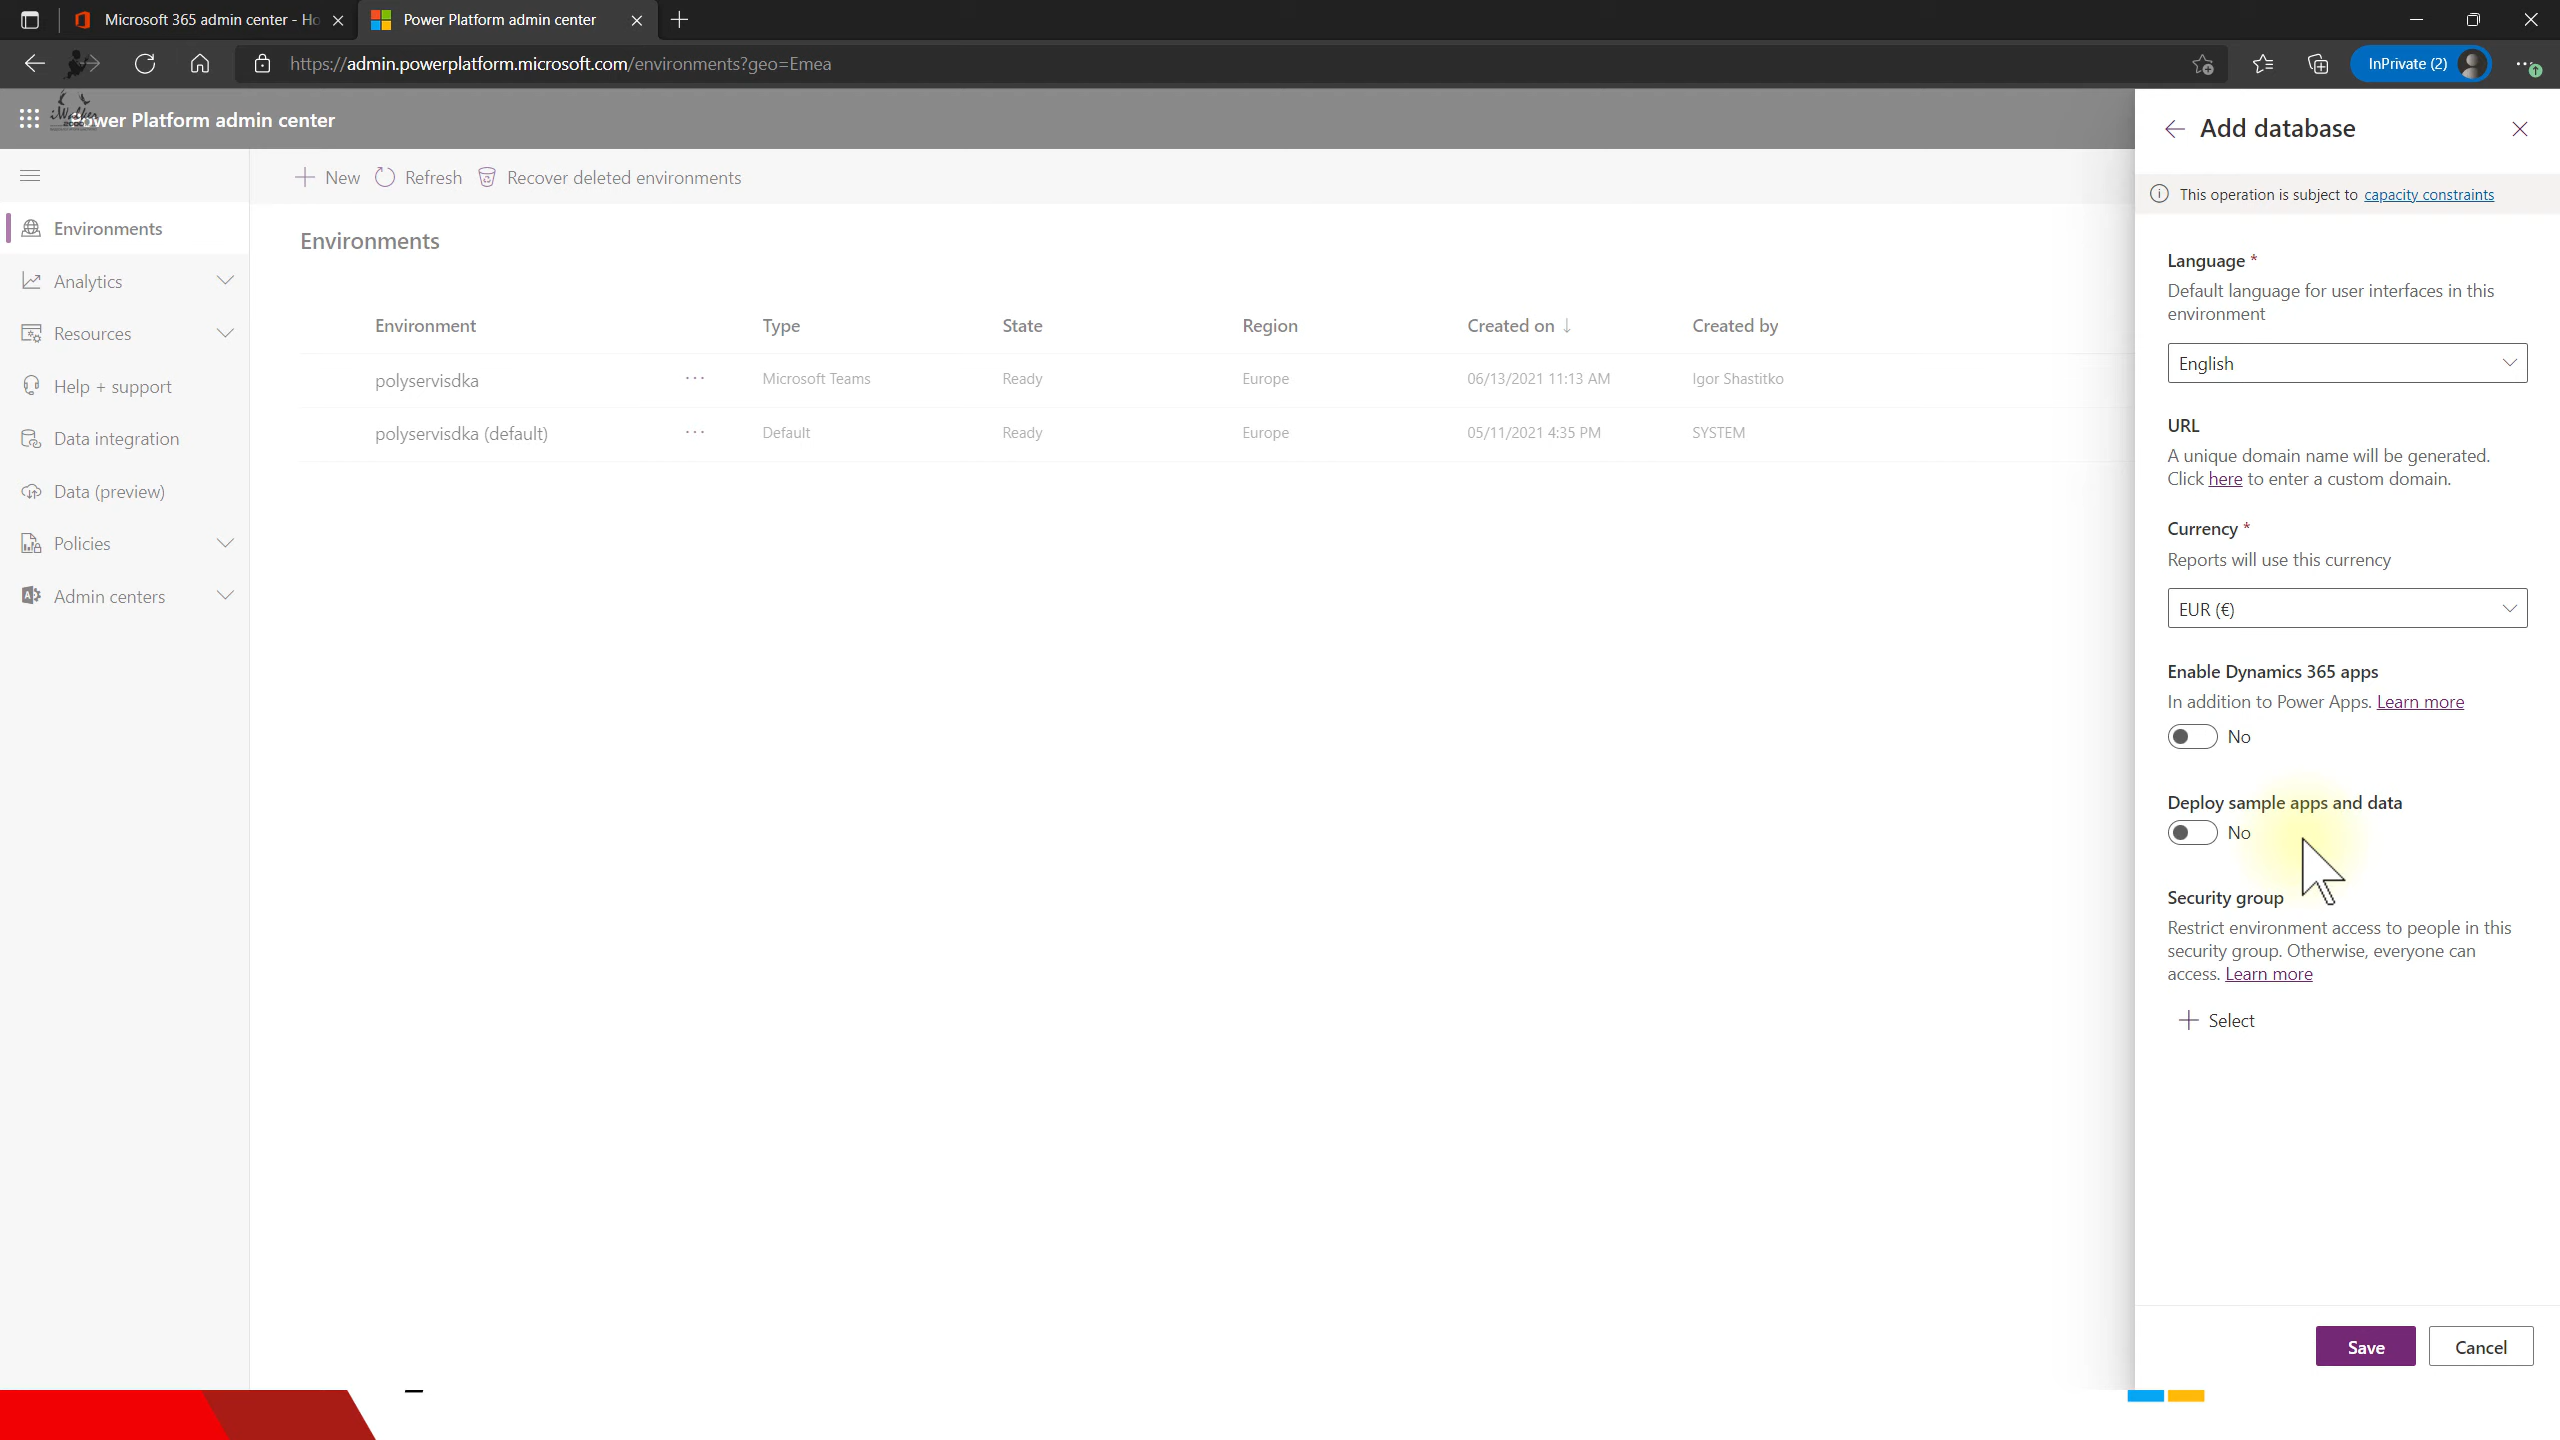 Microsoft 365 admin center - Ho
Power Platform admin center
https://admin.powerplatform.microsoft.com/environments?geo=Emea
InPrivate (2)
Power Platform admin center
Add database
New
Refresh
Recover deleted environments
This operation is subject to capacity constraints
Environments
Analytics
Resources
Help + support
Data integration
Data (preview)
Policies
Admin centers
Environments
Environment Type State Region Created on ↓ Created by
polyservisdka ... Microsoft Teams Ready Europe 06/13/2021 11:13 AM Igor Shastitko
polyservisdka (default) ... Default Ready Europe 05/11/2021 4:35 PM SYSTEM
Language *
Default language for user interfaces in this
environment
English
URL
A unique domain name will be generated.
Click here to enter a custom domain.
Currency *
Reports will use this currency
EUR (€)
Enable Dynamics 365 apps
In addition to Power Apps. Learn more
No
Deploy sample apps and data
No
Security group
Restrict environment access to people in this
security group. Otherwise, everyone can
access. Learn more
Select
Save
Cancel